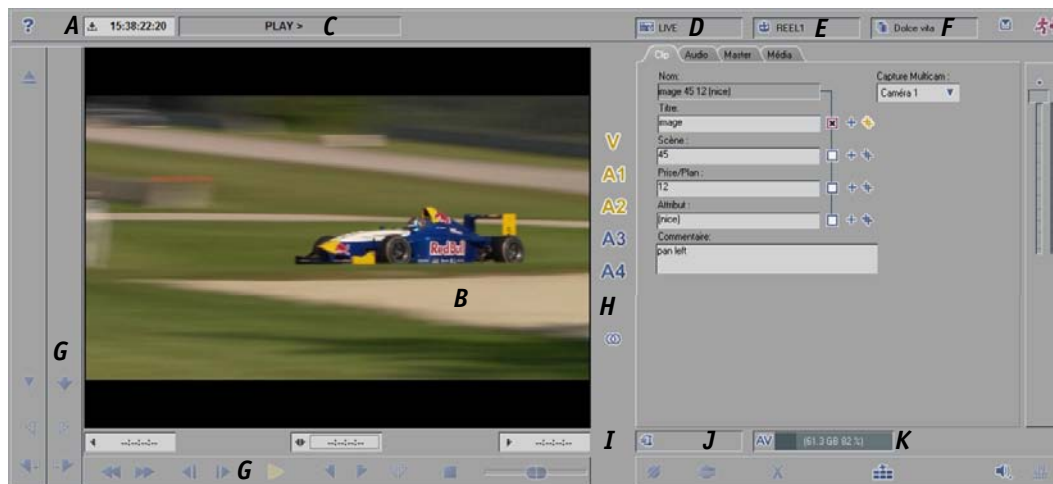 ? A 15:38:22:20 PLAY > C LIVE D REEL1 E Dolce vita F
Clip Audio Master Média
Nom:
image 45 12 (nice)
Capture Multicam :
Caméra 1
Titre:
image
Scène :
45
Prise/Plan :
12
Attribut :
(nice)
Commentaire:
pan left
V
A1
A2
A3
A4
Red Bull
B
H
G
--:--:--:-- --:--:--:-- --:--:--:-- I J AV (61.3 GB 82 %) K
G